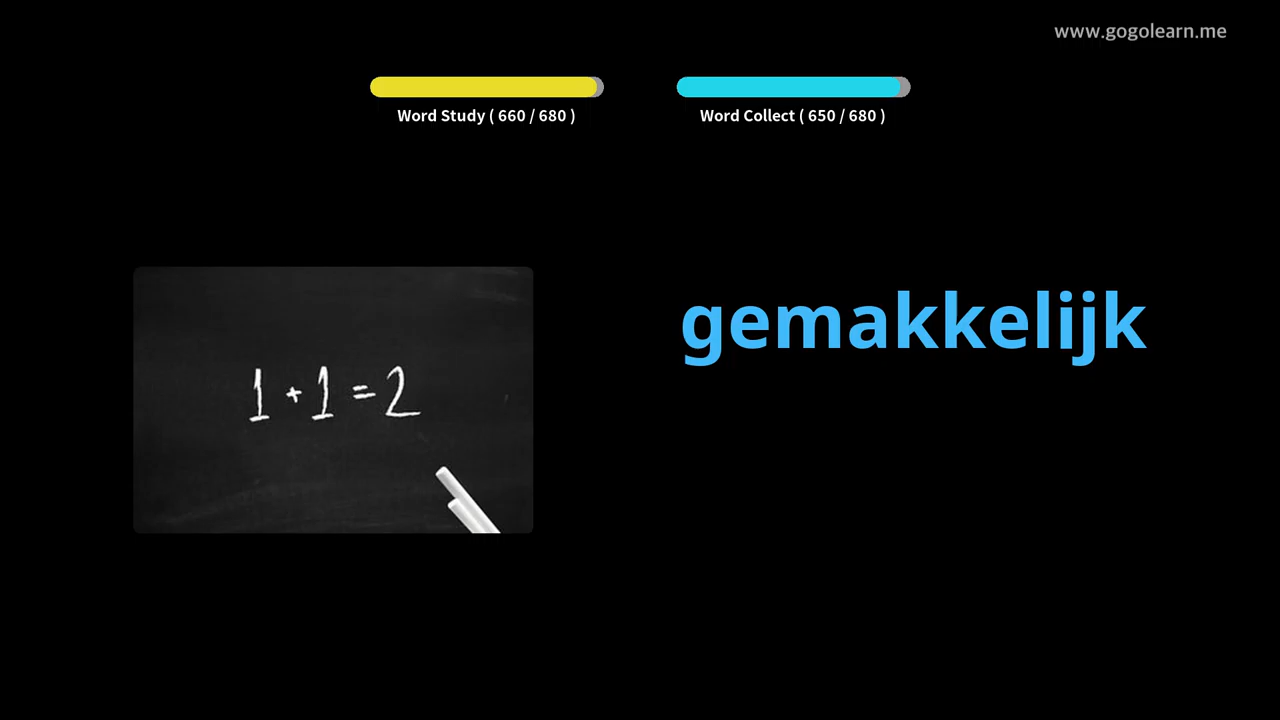 www.gogolearn.me
Word Study ( 660 / 680 )
Word Collect ( 650 / 680 )
gemakkelijk
1 + 1 = 2